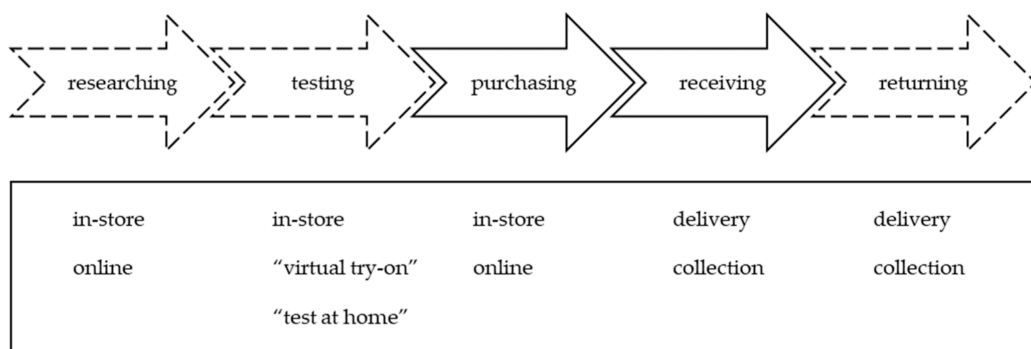 researching testing purchasing receiving returning
in-store in-store in-store delivery delivery
online “virtual try-on” online collection collection
“test at home”